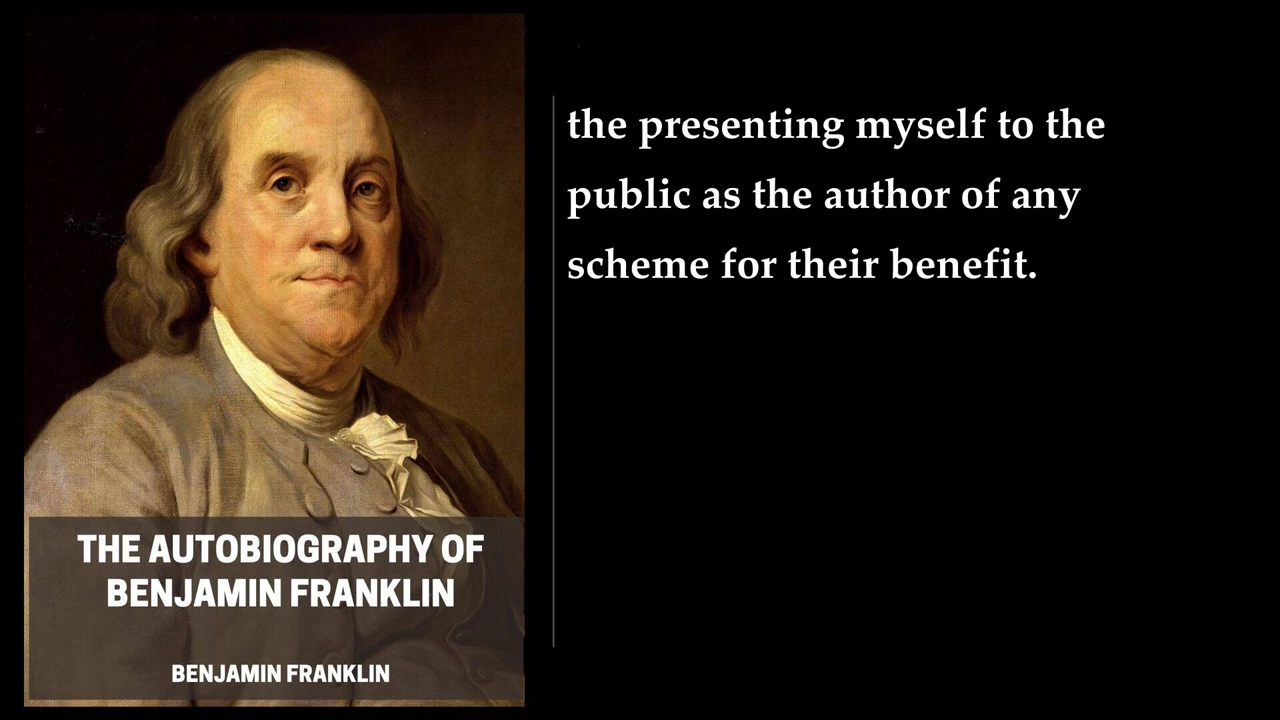 THE AUTOBIOGRAPHY OF
BENJAMIN FRANKLIN
BENJAMIN FRANKLIN
the presenting myself to the
public as the author of any
scheme for their benefit.